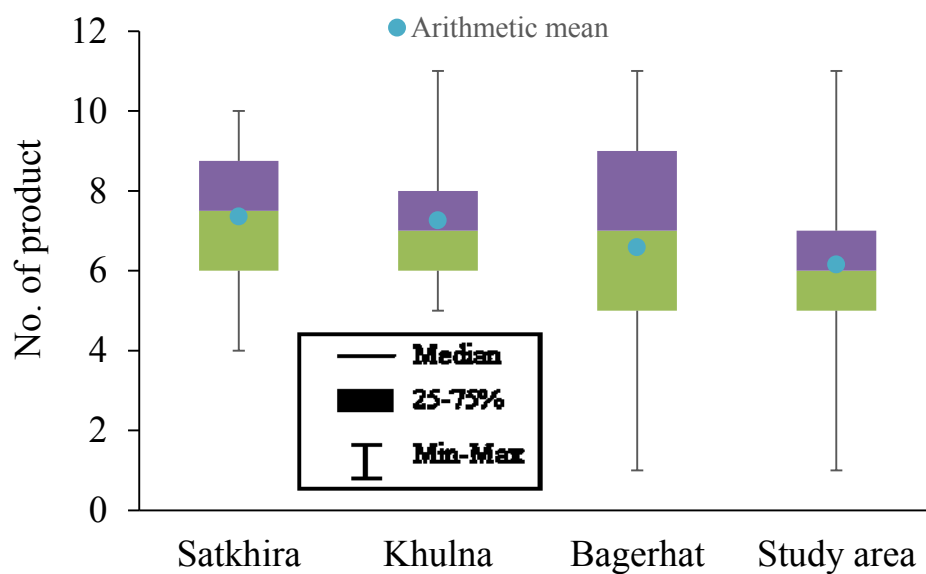 12
Arithmetic mean
10
8
6
4
2
0
No. of product
Median
25-75%
Min-Max
Satkhira Khulna Bagerhat Study area